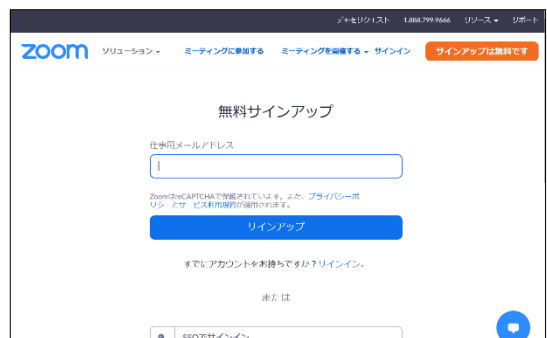 デモをリクエスト 1.888.799.9666 リソース サポート
zoom ソリューション ミーティングに参加する ミーティングを開催する サインイン サインアップは無料です
無料サインアップ
仕事用メールアドレス
ZoomはreCAPTCHAで保護されています。また、プライバシーポ
リシーとサービス利用規約が適用されます。
サインアップ
すでにアカウントをお持ちですか？サインイン。
または
SSOでサインイン